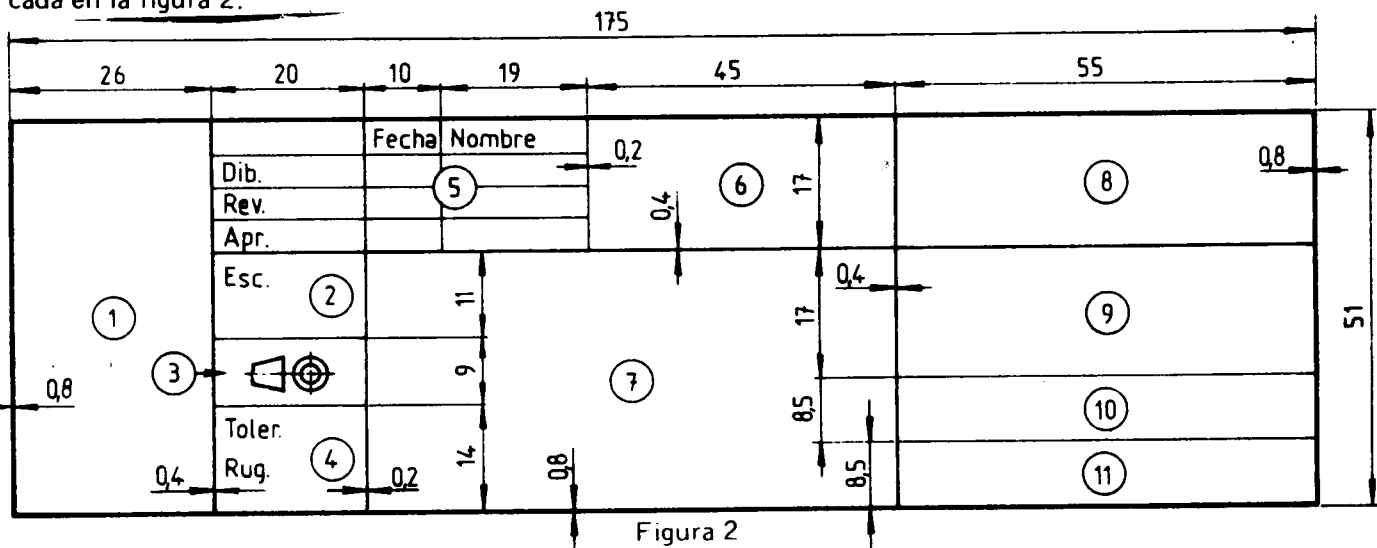 cada en la figura 2.
175
26 20 10 19 45 55
Fecha Nombre
0,2
0,8
Dib.
5
6
17
8
Rev.
0,4
Apr.
Esc.
2
11
0,4
1
17
9
51
3
9
7
0,8
8,5
10
Toler.
4
14
0,8
8,5
11
Rug.
0,4
0,2
Figura 2